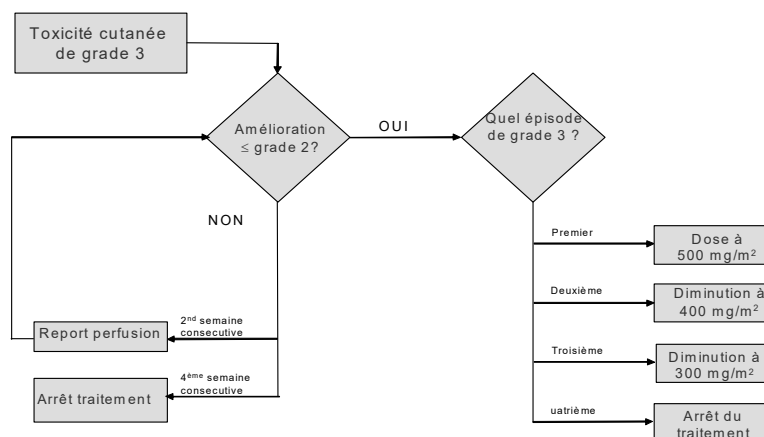 Toxicité cutanée
de grade 3
Amélioration
≤ grade 2?
OUI
Quel épisode
de grade 3 ?
NON
Premier
Dose à
500 mg/m²
Deuxième
Diminution à
400 mg/m²
2nd semaine
consecutive
Report perfusion
Troisième
Diminution à
300 mg/m²
4ème semaine
consecutive
Arrêt traitement
uatrième
Arrêt du
traitement